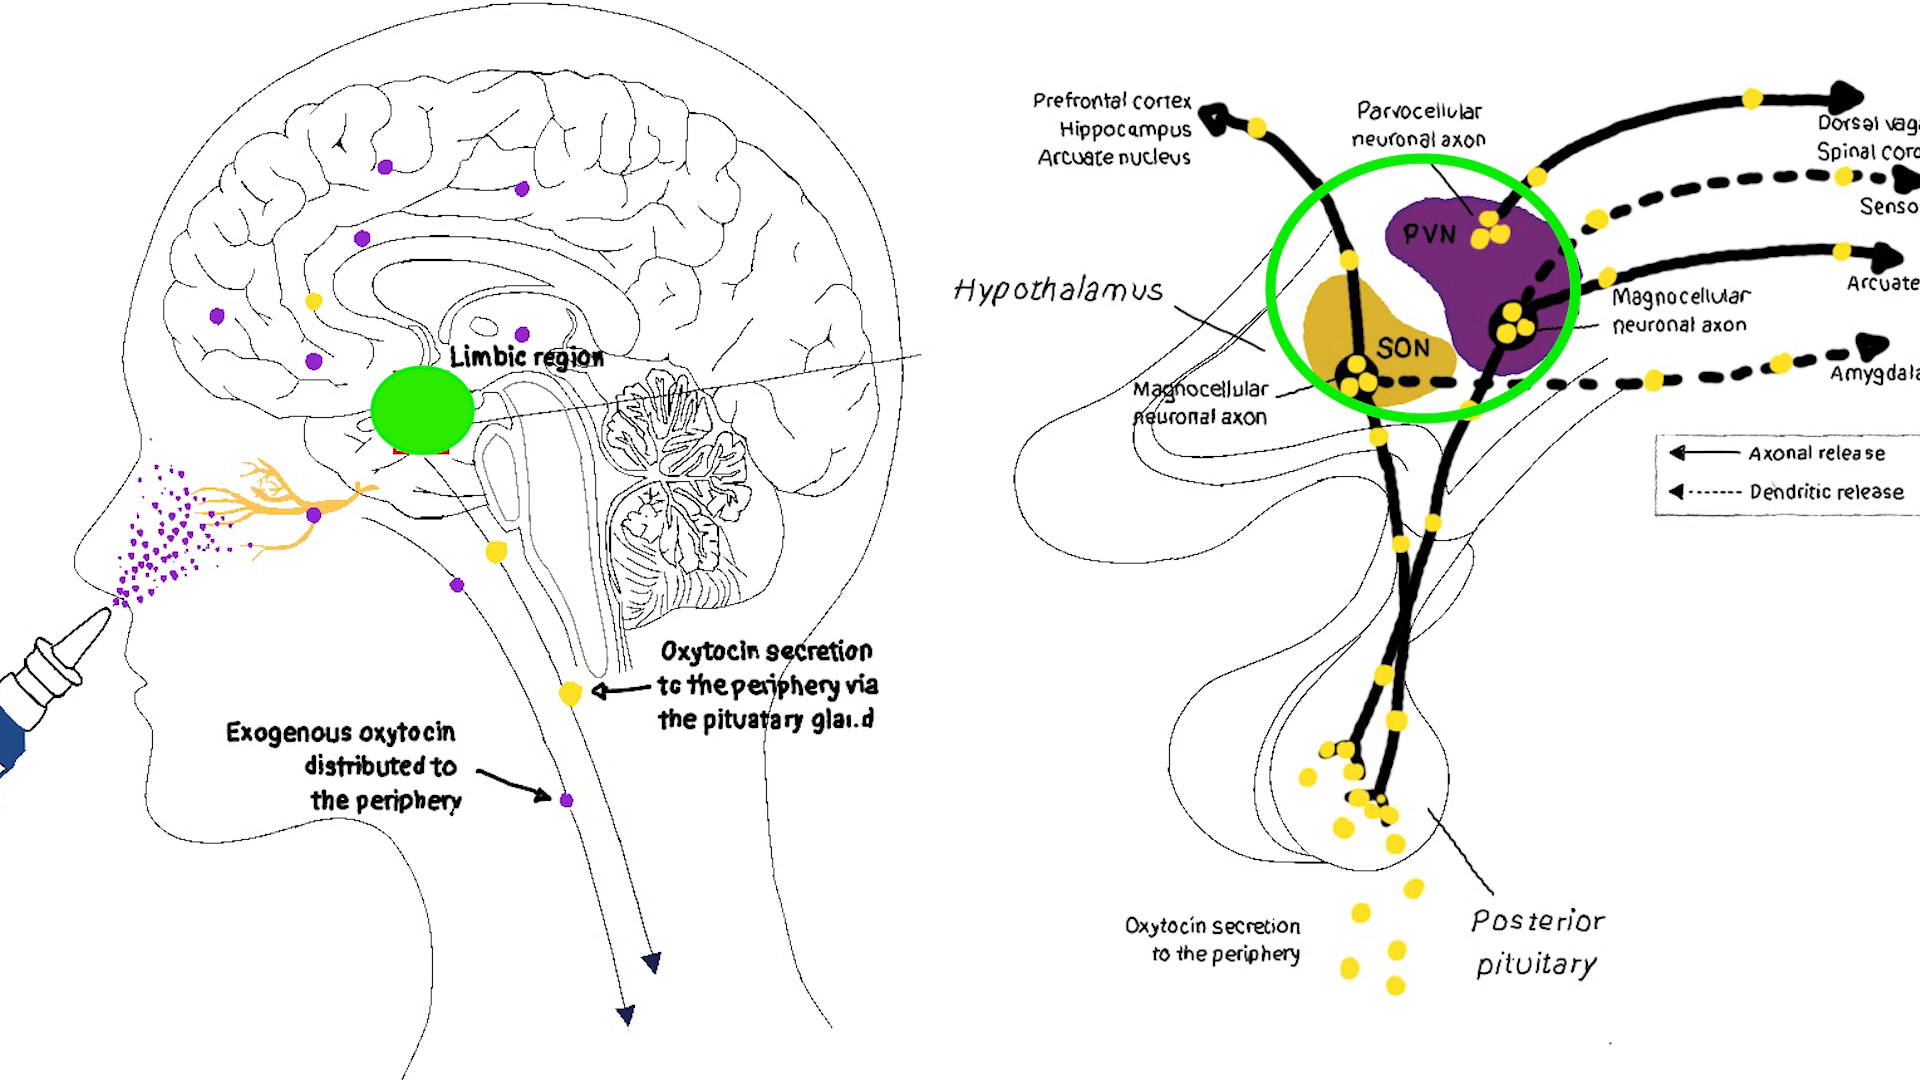 Limbic region
Oxytocin secretion
to the periphery via
the pituatary gland
Exogenous oxytocin
distributed to
the periphery
Prefrontal cortex
Hippocampus
Arcuate nucleus
Parvocellular
neuronal axon
Dorsal vag
Spinal cord
Senso
PVN
Hypothalamus
Arcuate
Magnocellular
neuronal axon
SON
Amygdala
Magnocellular
neuronal axon
Axonal release
Dendritic release
Oxytocin secretion
to the periphery
Posterior
pituitary